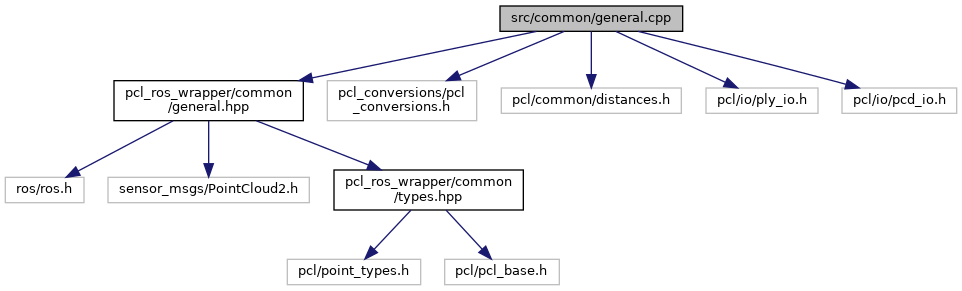 src/common/general.cpp
pcl_ros_wrapper/common
/general.hpp
pcl_conversions/pcl
_conversions.h
pcl/common/distances.h
pcl/io/ply_io.h
pcl/io/pcd_io.h
ros/ros.h
sensor_msgs/PointCloud2.h
pcl_ros_wrapper/common
/types.hpp
pcl/point_types.h
pcl/pcl_base.h